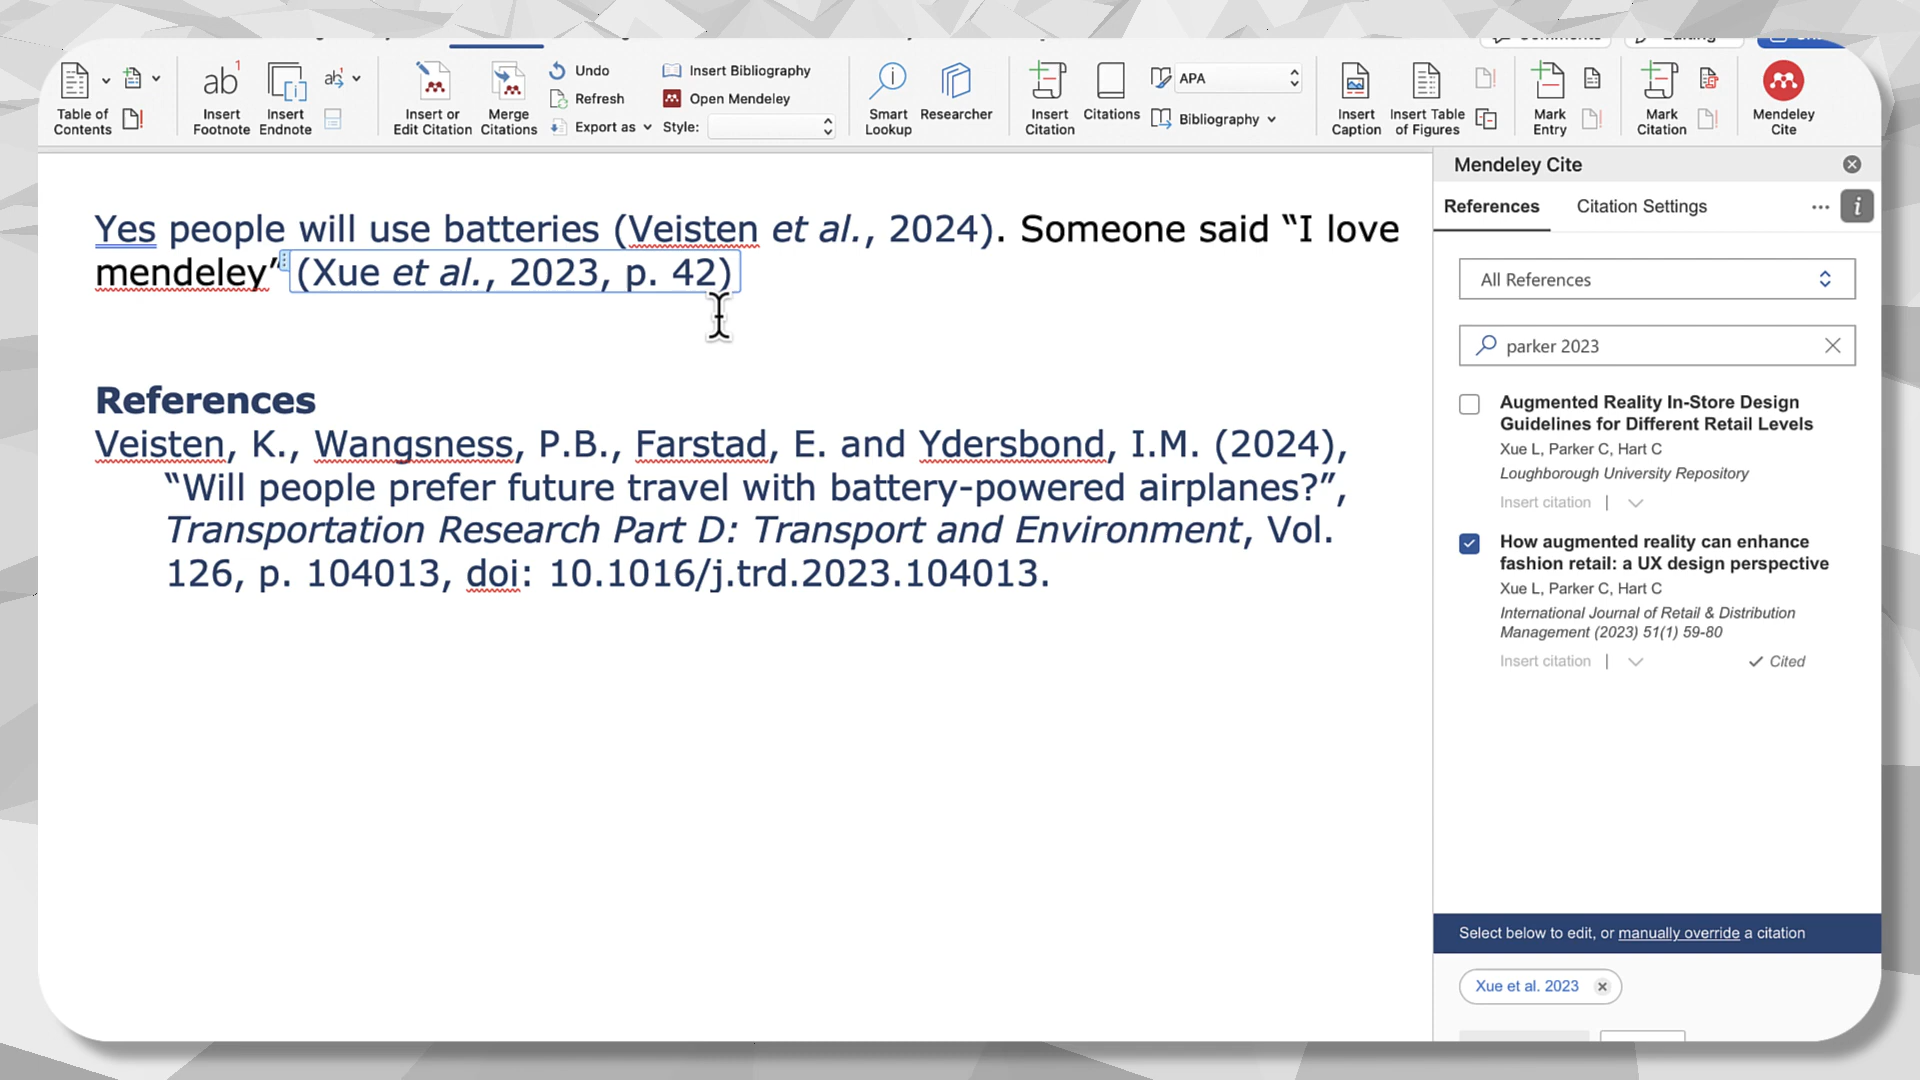 Table of
Contents
Insert
Footnote
Insert
Endnote
Insert or
Edit Citation
Merge
Citations
Undo
Refresh
Export as
Insert Bibliography
Open Mendeley
Style:
Smart
Lookup
Researcher
Insert
Citation
Citations
APA
Bibliography
Insert
Caption
Insert Table
of Figures
Mark
Entry
Mark
Citation
Mendeley
Cite
Yes people will use batteries (Veisten et al., 2024). Someone said “I love
mendeley” (Xue et al., 2023, p. 42)
References
Veisten, K., Wangsness, P.B., Farstad, E. and Ydersbond, I.M. (2024),
“Will people prefer future travel with battery-powered airplanes?”,
Transportation Research Part D: Transport and Environment, Vol.
126, p. 104013, doi: 10.1016/j.trd.2023.104013.
Mendeley Cite
References
Citation Settings
All References
parker 2023
Augmented Reality In-Store Design
Guidelines for Different Retail Levels
Xue L, Parker C, Hart C
Loughborough University Repository
Insert citation
How augmented reality can enhance
fashion retail: a UX design perspective
Xue L, Parker C, Hart C
International Journal of Retail & Distribution
Management (2023) 51(1) 59-80
Insert citation
Cited
Select below to edit, or manually override a citation
Xue et al. 2023